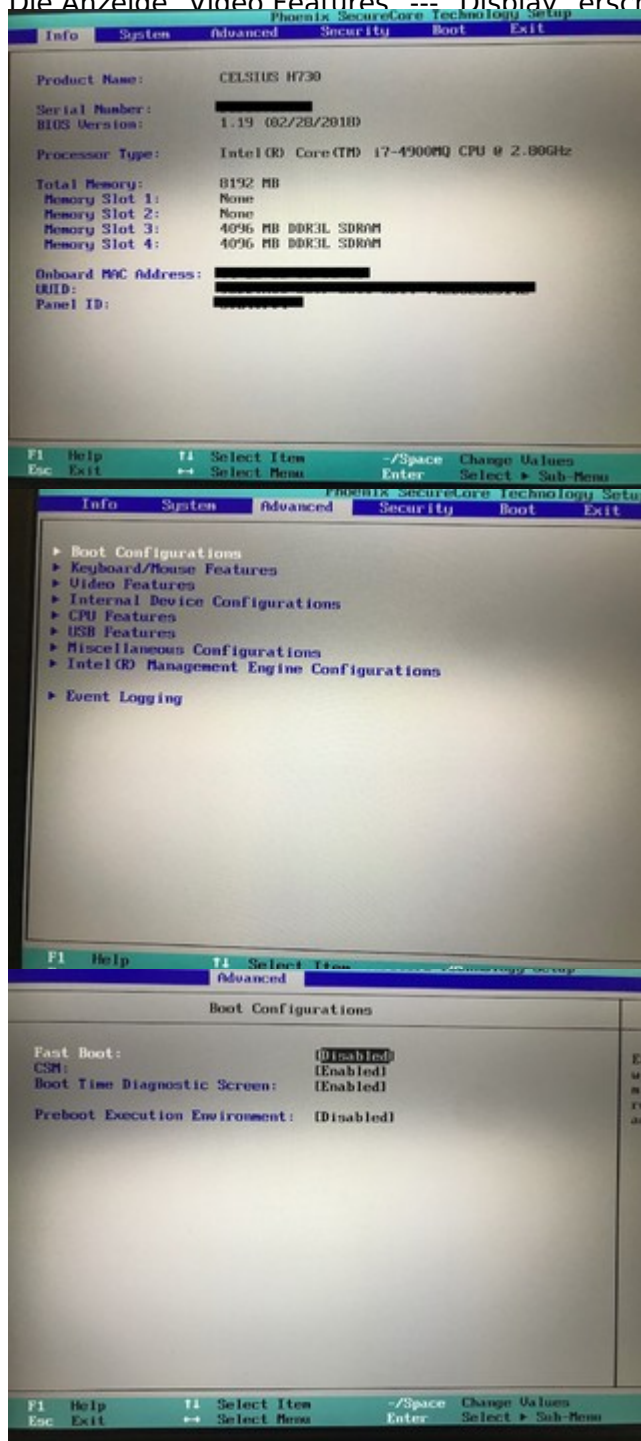 Die Anzeige "Video Features" --- "Display" ersch
Phoenix SecureCore Technology Setup
Info System Advanced Security Boot Exit
Product Name: CELSIUS H730
Serial Number:
BIOS Version: 1.19 (02/28/2018)
Processor Type: Intel(R) Core(TM) i7-4900MQ CPU @ 2.80GHz
Total Memory: 8192 MB
Memory Slot 1: None
Memory Slot 2: None
Memory Slot 3: 4096 MB DDR3L SDRAM
Memory Slot 4: 4096 MB DDR3L SDRAM
Onboard MAC Address:
UUID:
Panel ID:
F1 Help ↑↓ Select Item -/Space Change Values
Esc Exit ↔ Select Menu Enter Select ▶ Sub-Menu
Phoenix SecureCore Technology Setu
Info System Advanced Security Boot Exit
▶ Boot Configurations
▶ Keyboard/Mouse Features
▶ Video Features
▶ Internal Device Configurations
▶ CPU Features
▶ USB Features
▶ Miscellaneous Configurations
▶ Intel(R) Management Engine Configurations
▶ Event Logging
F1 Help ↑↓ Select Item
Advanced
Boot Configurations
Fast Boot: [Disabled]
CSM: [Enabled]
Boot Time Diagnostic Screen: [Enabled]
Preboot Execution Environment: [Disabled]
F1 Help ↑↓ Select Item -/Space Change Values
Esc Exit ↔ Select Menu Enter Select ▶ Sub-Menu